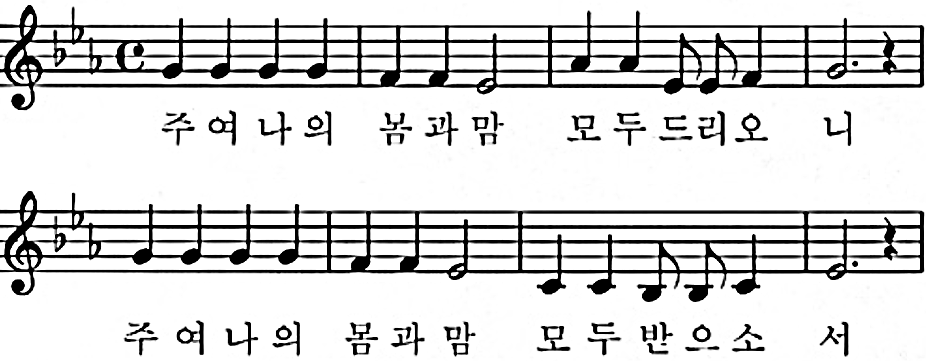 주 여 나 의 몸 과 맘 모 두 드 리 오 니
주 여 나 의 몸 과 맘 모 두 받 으 소 서